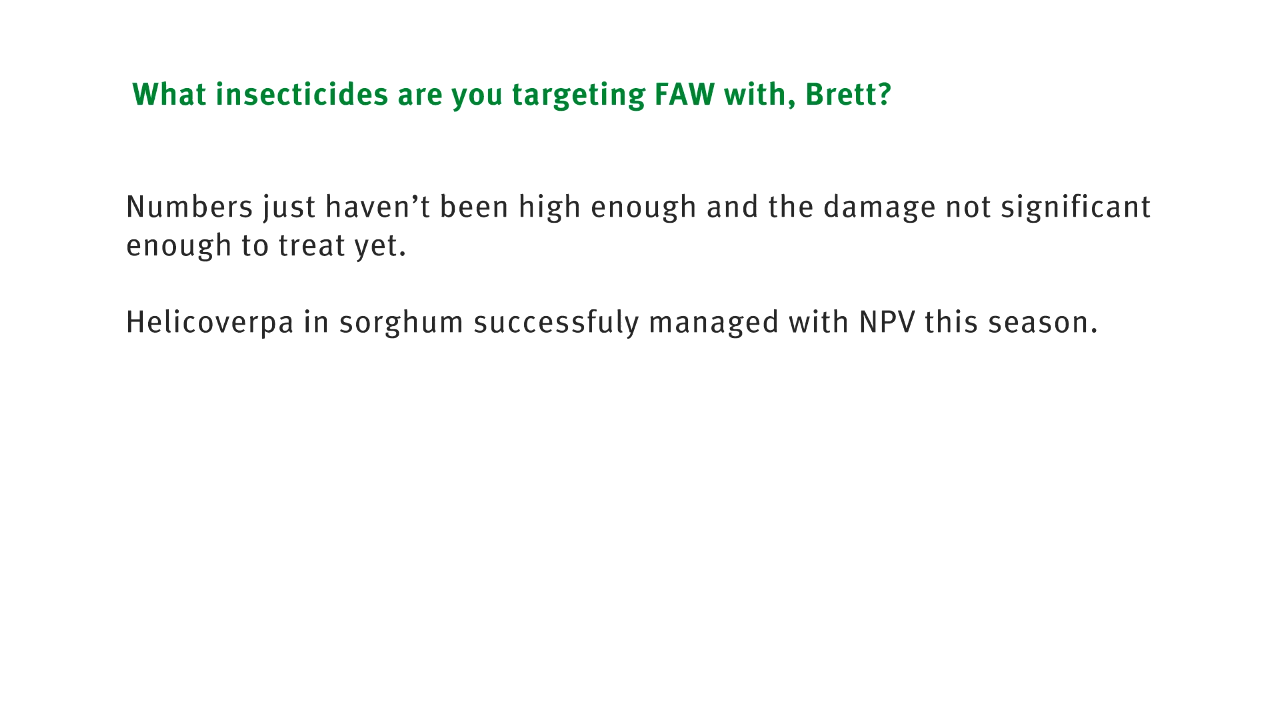 What insecticides are you targeting FAW with, Brett?
Numbers just haven’t been high enough and the damage not significant
enough to treat yet.
Helicoverpa in sorghum successfuly managed with NPV this season.